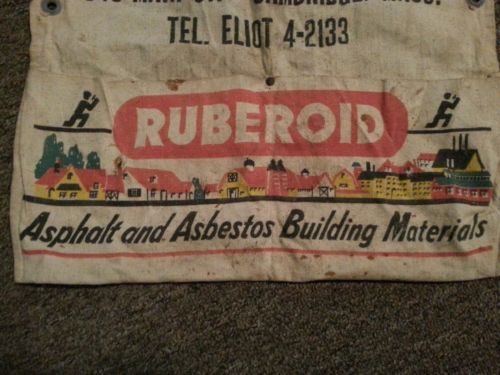 TEL. ELIOT 4-2133
RUBEROID
Asphalt and Asbestos Building Materials